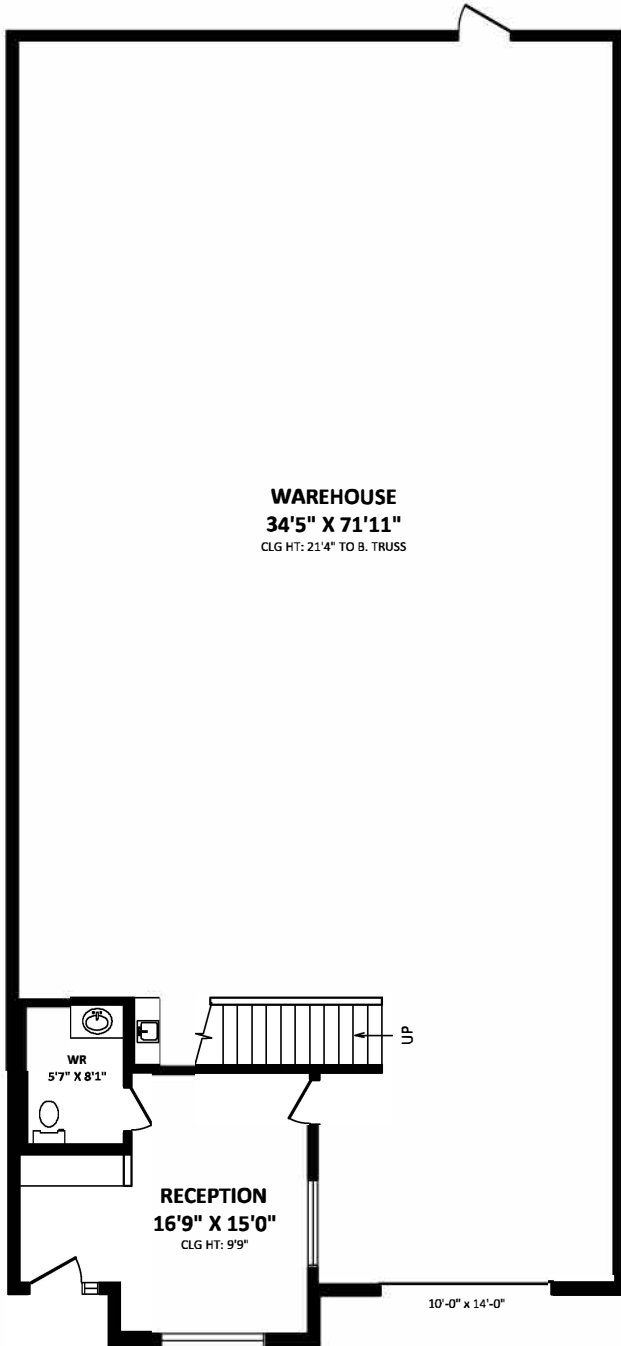 WAREHOUSE
34'5" X 71'11"
CLG HT: 21'4" TO B. TRUSS
UP
WR
5'7" X 8'1"
RECEPTION
16'9" X 15'0"
CLG HT: 9'9"
10'-0" x 14'-0"